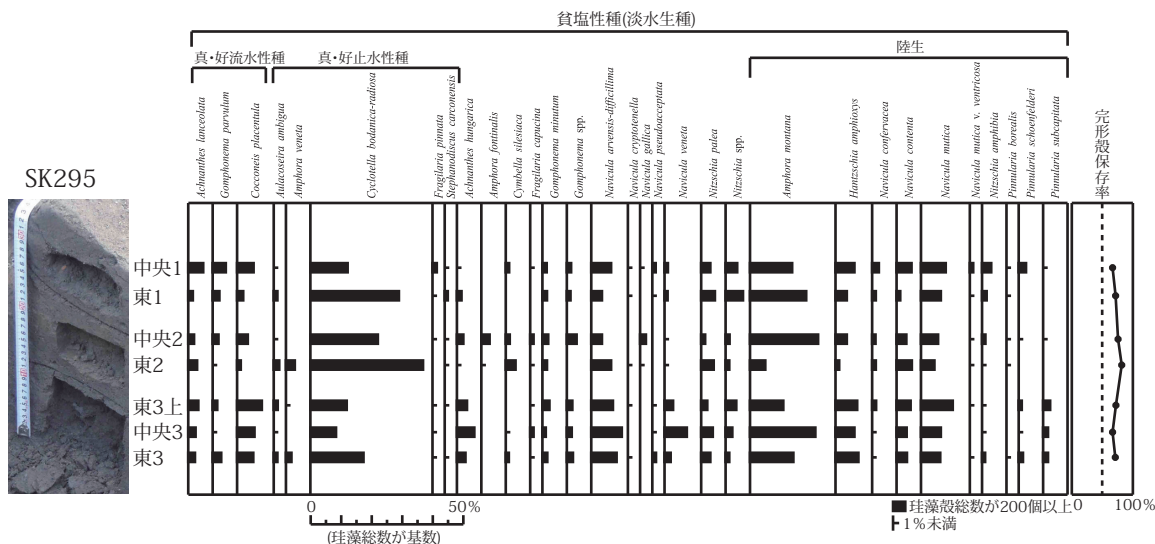 貧塩性種(淡水生種)
真・好流水性種
真・好止水性種
陸生
Achnanthes lanceolata
Gomphonema parvulum
Cocconeis placentula
Aulacoseira ambigua
Amphora veneta
Cyclotella bodanica-radiosa
Fragilaria pinnata
Stephanodiscus carconensis
Achnanthes hungarica
Amphora fontinalis
Cymbella silesiaca
Fragilaria capucina
Gomphonema minutum
Gomphonema spp.
Navicula arvensis-difficillima
Navicula cryptotenella
Navicula gallica
Navicula pseudoacceptata
Navicula veneta
Nitzschia palea
Nitzschia spp.
Amphora montana
Hantzschia amphioxys
Navicula confervacea
Navicula contenta
Navicula mutica
Navicula mutica v. ventricosa
Nitzschia amphibia
Pinnularia borealis
Pinnularia schoenfelderi
Pinnularia subcapitata
完形殻保存率
SK295
中央1
東1
中央2
東2
東3上
中央3
東3
0 50%
(珪藻総数が基数)
珪藻殻総数が200個以上
1%未満
0 100%